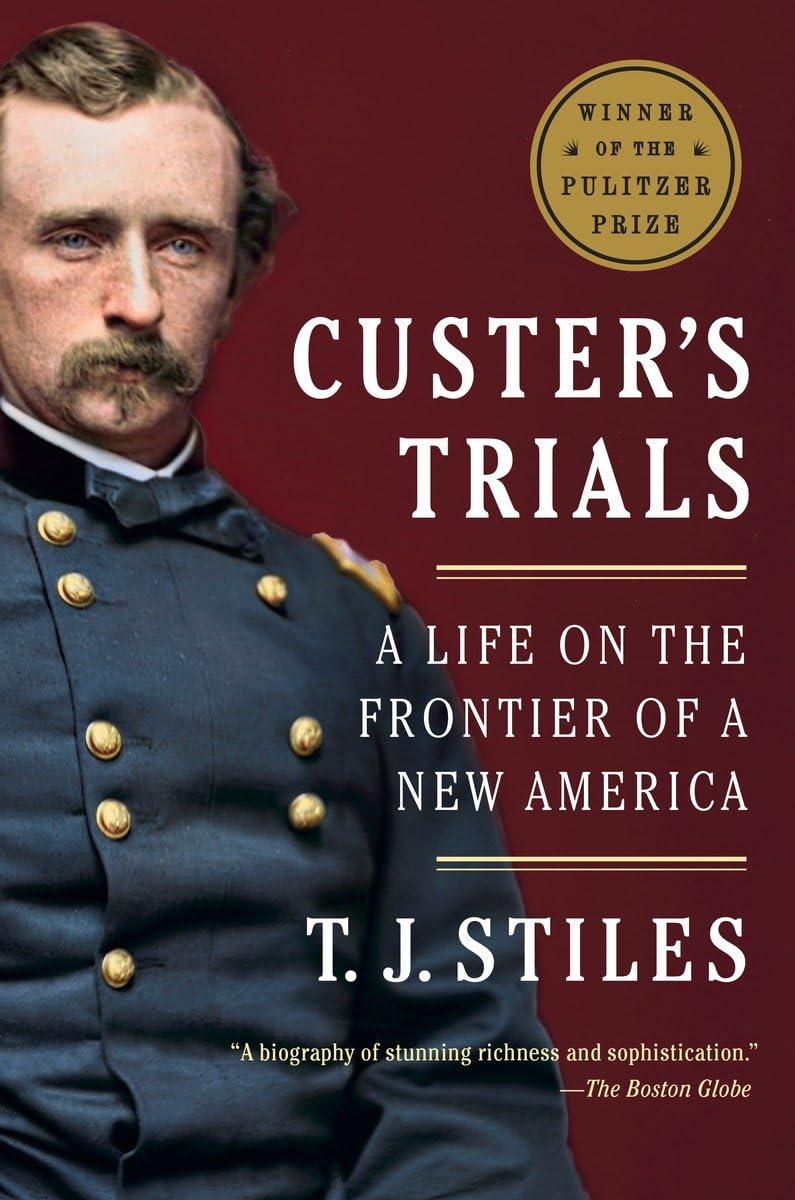 WINNER
OF THE
PULITZER
PRIZE
CUSTER’S
TRIALS
A LIFE ON THE
FRONTIER OF A
NEW AMERICA
T. J. STILES
“A biography of stunning richness and sophistication.”
—The Boston Globe